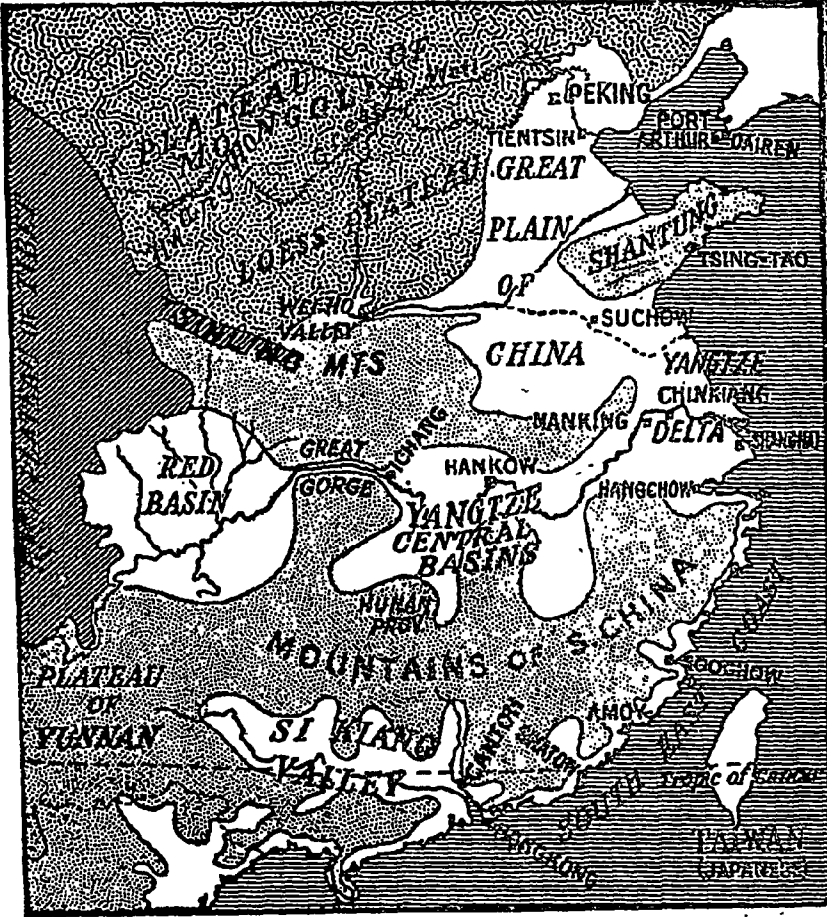 PLATEAU OF
MONGOLIA
PEKING
TIENTSIN
PORT
ARTHUR
DAIREN
GREAT
PLAIN
OF
CHINA
LOESS PLATEAU
SHANTUNG
TSING-TAO
WEI HO
VALLEY
MTS
SUCHOW
YANGTZE
DELTA
CHINKIANG
NANKING
SHANGHAI
HANGCHOW
RED
BASIN
GREAT
GORGE
ICHANG
HANKOW
YANGTZE
CENTRAL
BASINS
HUNAN
PROV.
MOUNTAINS OF S. CHINA
PLATEAU
OF
YUNNAN
SI KIANG
VALLEY
CANTON
SWATOW
AMOY
FOOCHOW
SOUTH EAST COAST
HONGKONG
Tropic of Cancer
TAIWAN
(JAPANESE)